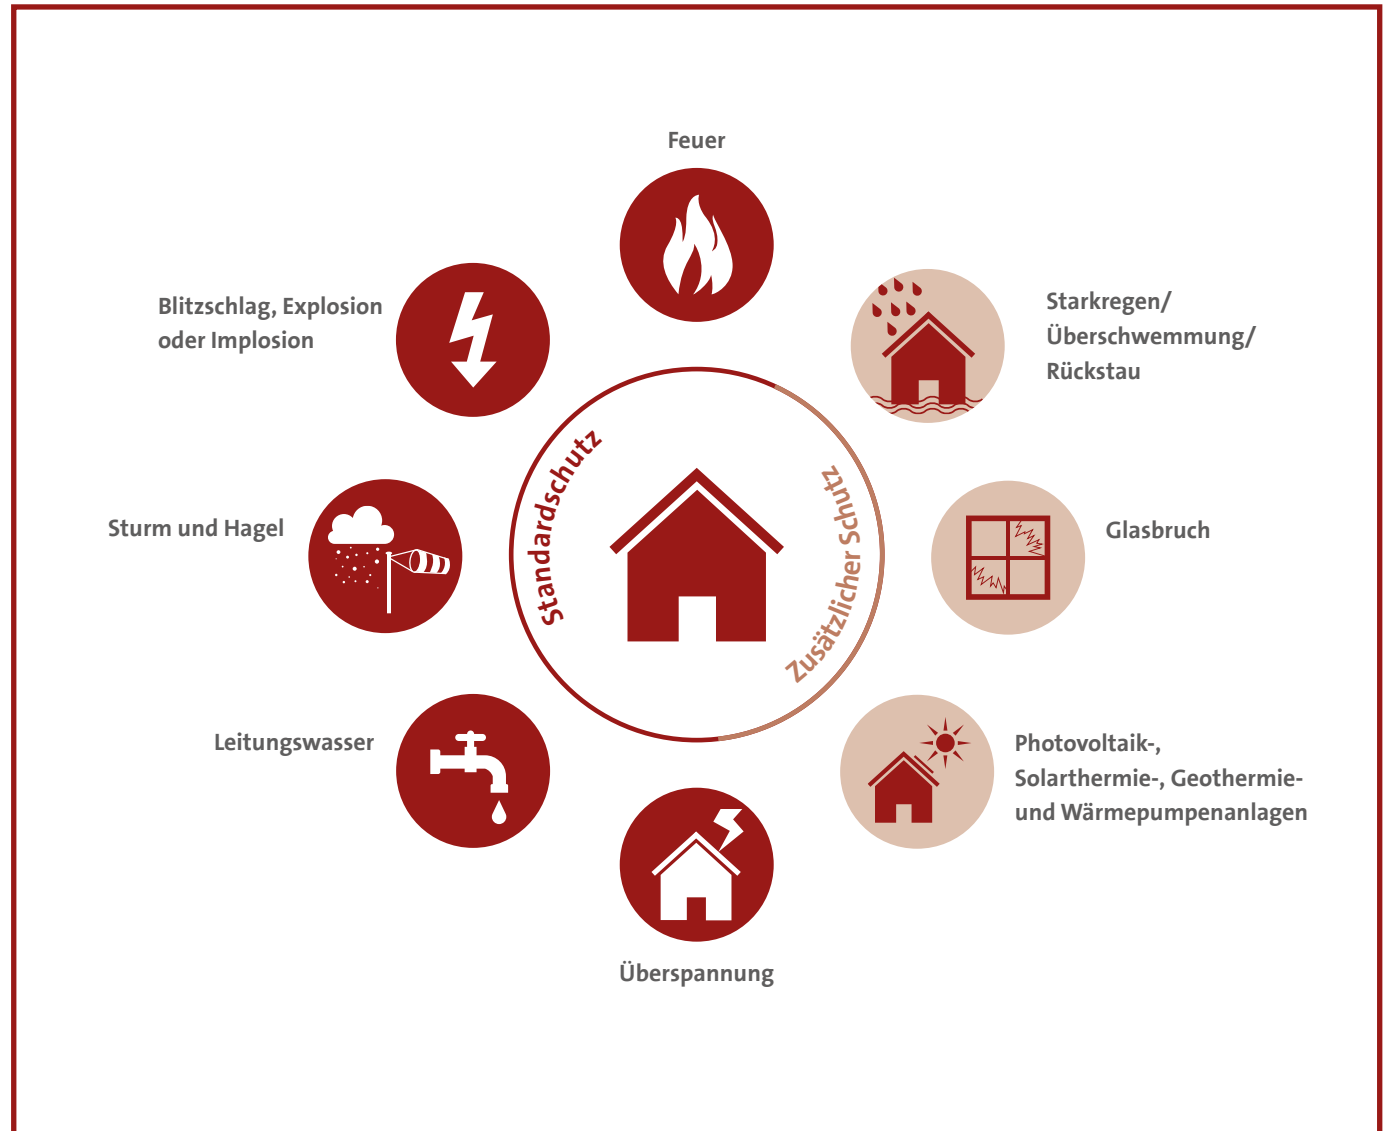 Feuer
Blitzschlag, Explosion
oder Implosion
Starkregen/
Überschwemmung/
Rückstau
Standardschutz
Zusätzlicher Schutz
Sturm und Hagel
Glasbruch
Leitungswasser
Photovoltaik-,
Solarthermie-, Geothermie-
und Wärmepumpenanlagen
Überspannung